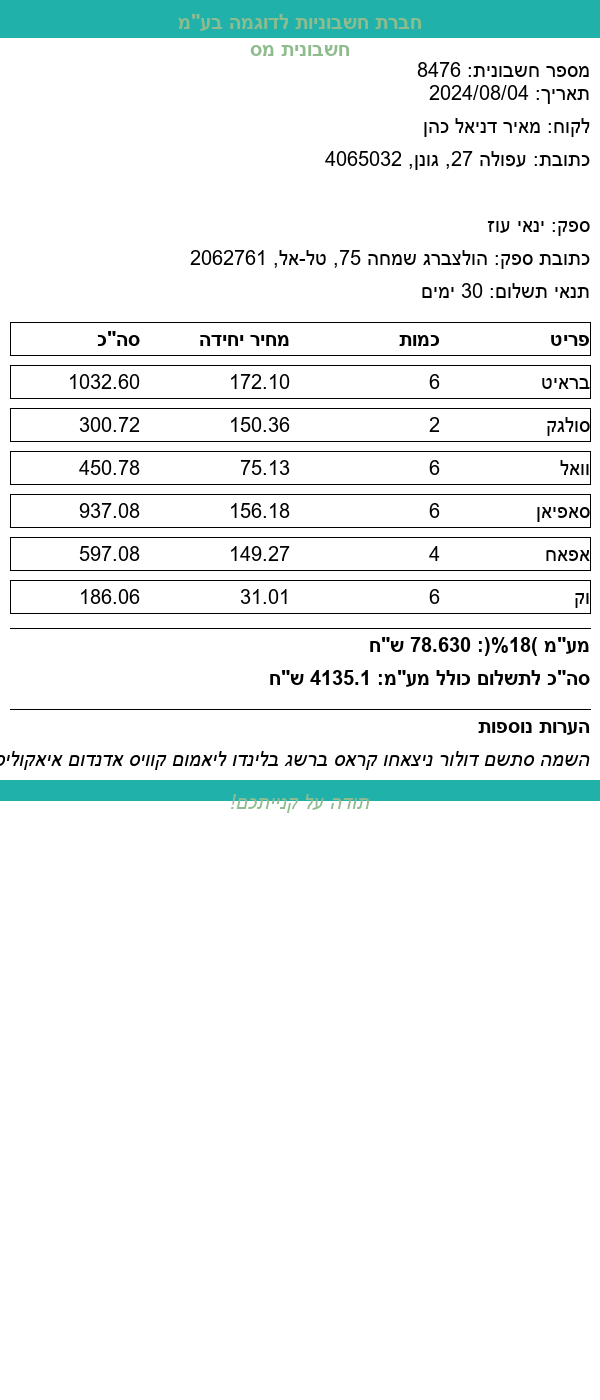 חברת חשבוניות לדוגמה בע"מ
חשבונית מס
מספר חשבונית: 8476
תאריך: 2024/08/04
לקוח: מאיר דניאל כהן
כתובת: עפולה 27, גונן, 4065032
ספק: ינאי עוז
כתובת ספק: הולצברג שמחה 75, טל-אל, 2062761
תנאי תשלום: 30 ימים
פריט כמות מחיר יחידה סה"כ
בראיט 6 172.10 1032.60
סולגק 2 150.36 300.72
וואל 6 75.13 450.78
סאפיאן 6 156.18 937.08
אפאח 4 149.27 597.08
וק 6 31.01 186.06
מע"מ )18%(: 78.630 ש"ח
סה"כ לתשלום כולל מע"מ: 4135.1 ש"ח
הערות נוספות
השמה סתשם דולור ניצאחו קראס ברשג בלינדו ליאמום קוויס אדנדום
תודה על קנייתכם!